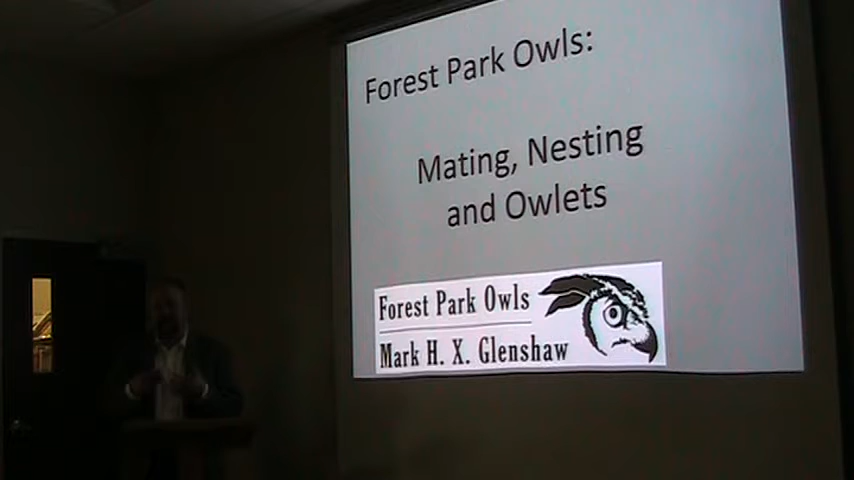 Forest Park Owls:
Mating, Nesting
and Owlets
Forest Park Owls
Mark H. X. Glenshaw